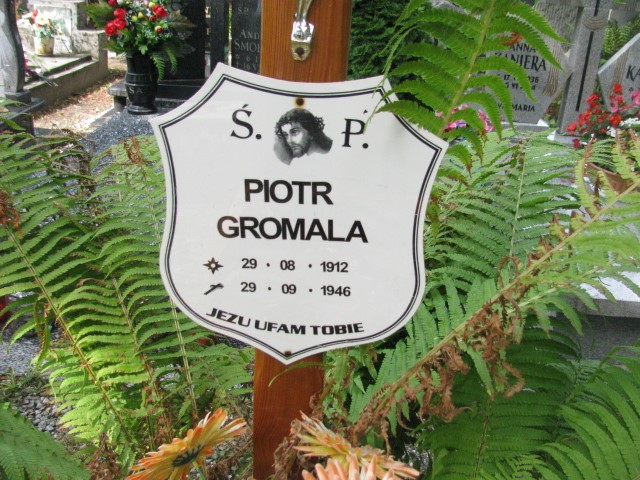 Ś. P.
PIOTR
GROMALA
29 · 08 · 1912
29 · 09 · 1946
JEZU UFAM TOBIE